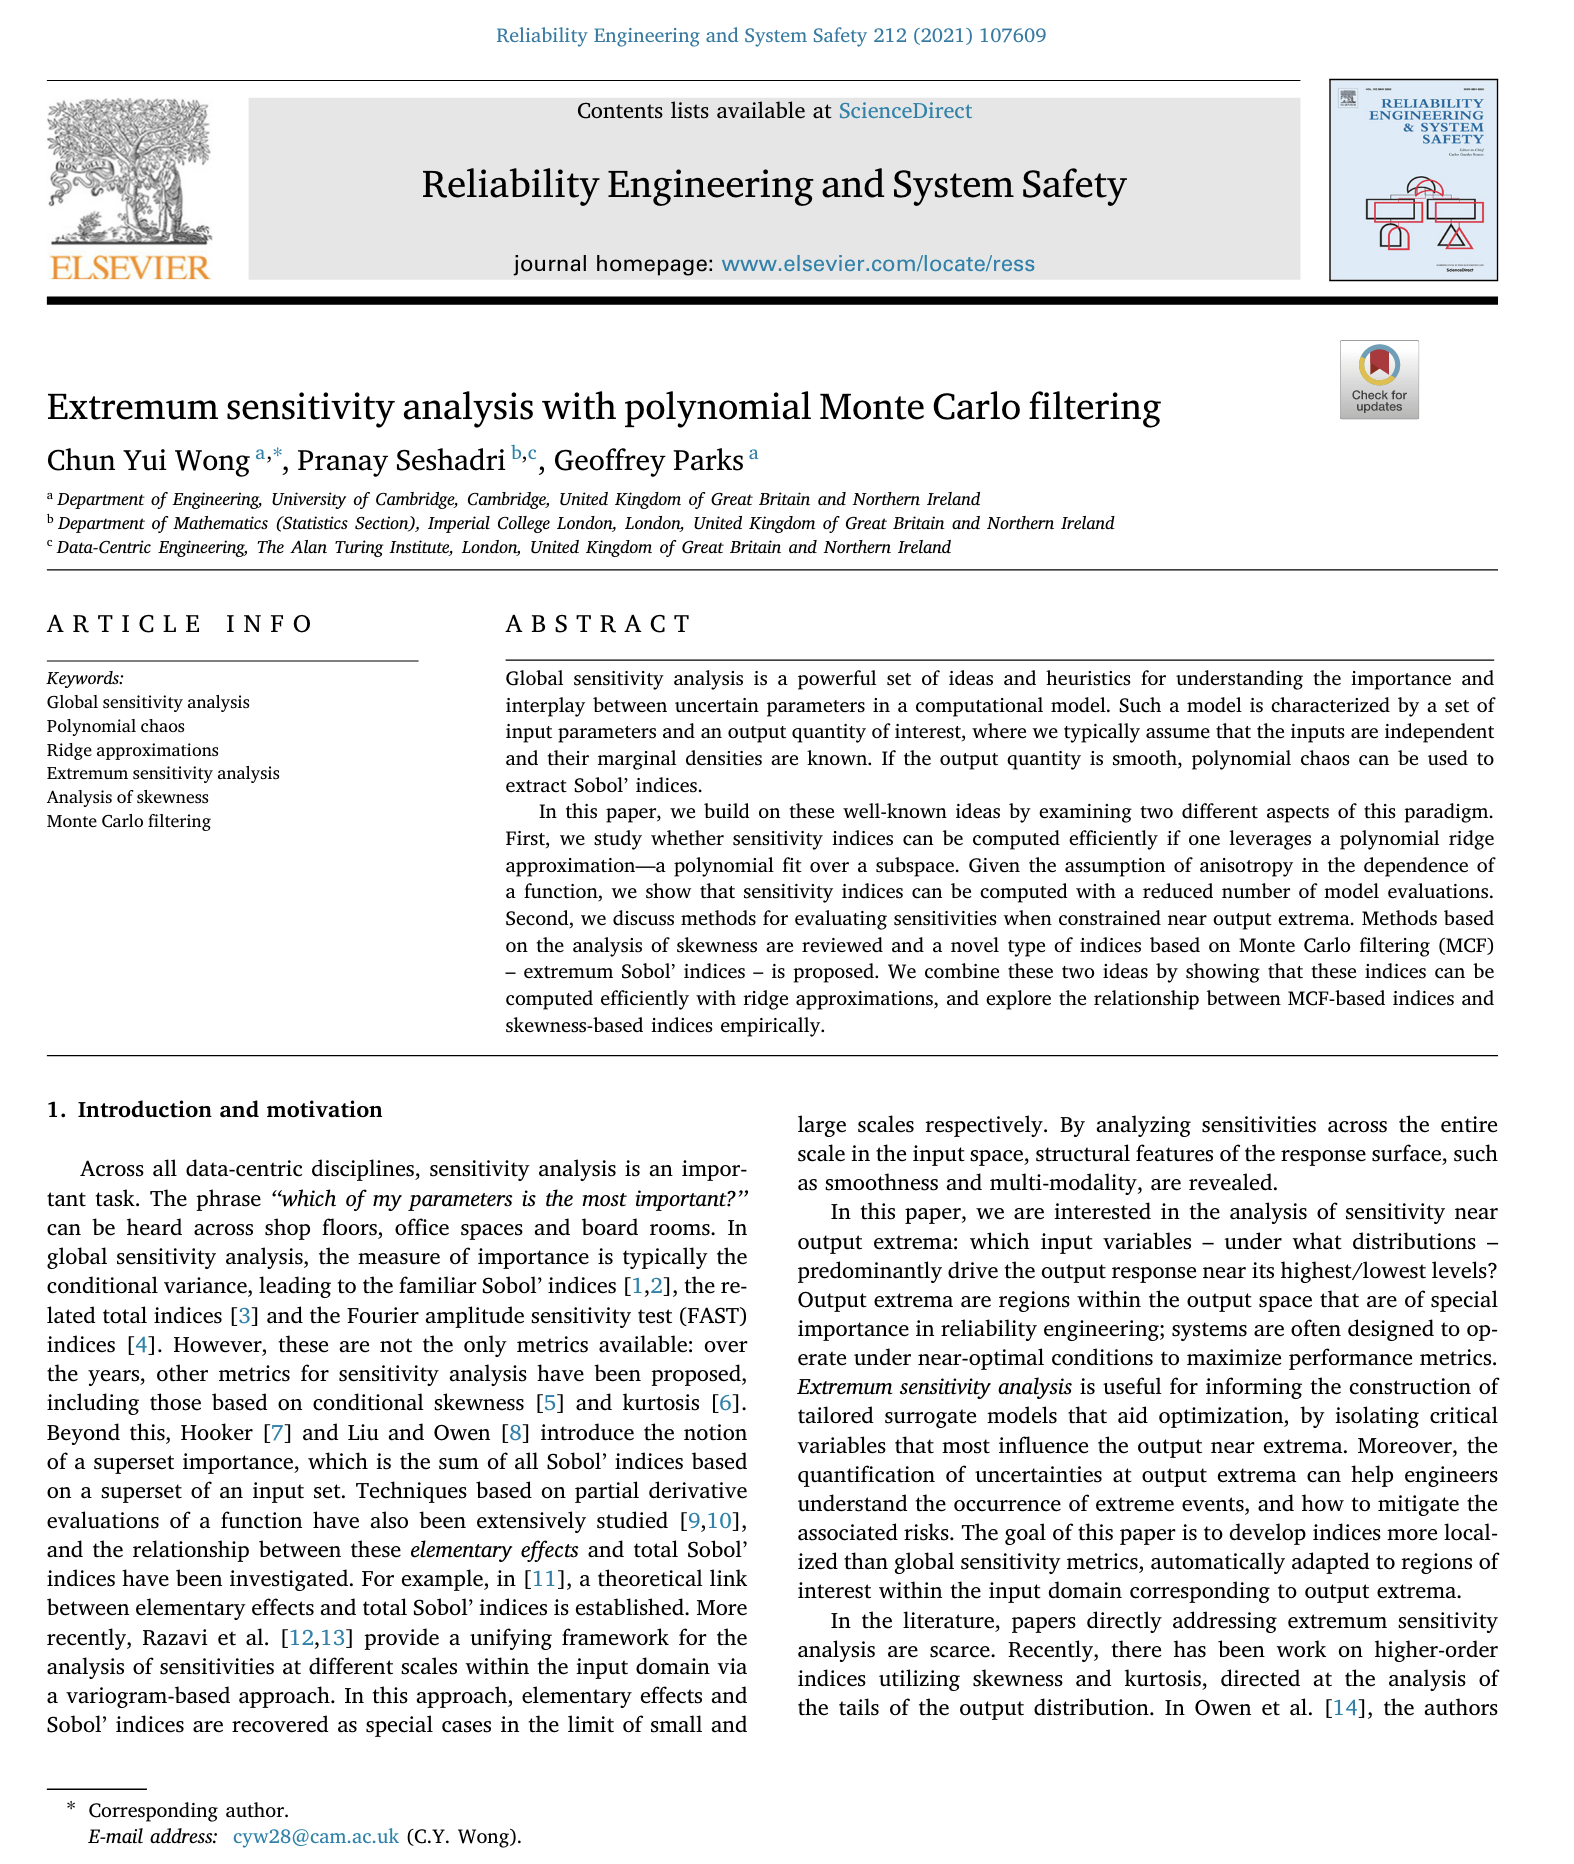 Reliability Engineering and System Safety 212 (2021) 107609
ELSEVIER
Contents lists available at ScienceDirect
Reliability Engineering and System Safety
journal homepage: www.elsevier.com/locate/ress
RELIABILITY
ENGINEERING
& SYSTEM
SAFETY
ScienceDirect
Check for
updates
Extremum sensitivity analysis with polynomial Monte Carlo filtering
Chun Yui Wong a,*, Pranay Seshadri b,c, Geoffrey Parks a
a Department of Engineering, University of Cambridge, Cambridge, United Kingdom of Great Britain and Northern Ireland
b Department of Mathematics (Statistics Section), Imperial College London, London, United Kingdom of Great Britain and Northern Ireland
c Data-Centric Engineering, The Alan Turing Institute, London, United Kingdom of Great Britain and Northern Ireland
ARTICLE INFO
Keywords:
Global sensitivity analysis
Polynomial chaos
Ridge approximations
Extremum sensitivity analysis
Analysis of skewness
Monte Carlo filtering
ABSTRACT
Global sensitivity analysis is a powerful set of ideas and heuristics for understanding the importance and
interplay between uncertain parameters in a computational model. Such a model is characterized by a set of
input parameters and an output quantity of interest, where we typically assume that the inputs are independent
and their marginal densities are known. If the output quantity is smooth, polynomial chaos can be used to
extract Sobol' indices.
In this paper, we build on these well-known ideas by examining two different aspects of this paradigm.
First, we study whether sensitivity indices can be computed efficiently if one leverages a polynomial ridge
approximation—a polynomial fit over a subspace. Given the assumption of anisotropy in the dependence of
a function, we show that sensitivity indices can be computed with a reduced number of model evaluations.
Second, we discuss methods for evaluating sensitivities when constrained near output extrema. Methods based
on the analysis of skewness are reviewed and a novel type of indices based on Monte Carlo filtering (MCF)
– extremum Sobol' indices – is proposed. We combine these two ideas by showing that these indices can be
computed efficiently with ridge approximations, and explore the relationship between MCF-based indices and
skewness-based indices empirically.
1. Introduction and motivation
Across all data-centric disciplines, sensitivity analysis is an impor-
tant task. The phrase “which of my parameters is the most important?”
can be heard across shop floors, office spaces and board rooms. In
global sensitivity analysis, the measure of importance is typically the
conditional variance, leading to the familiar Sobol' indices [1,2], the re-
lated total indices [3] and the Fourier amplitude sensitivity test (FAST)
indices [4]. However, these are not the only metrics available: over
the years, other metrics for sensitivity analysis have been proposed,
including those based on conditional skewness [5] and kurtosis [6].
Beyond this, Hooker [7] and Liu and Owen [8] introduce the notion
of a superset importance, which is the sum of all Sobol' indices based
on a superset of an input set. Techniques based on partial derivative
evaluations of a function have also been extensively studied [9,10],
and the relationship between these elementary effects and total Sobol'
indices have been investigated. For example, in [11], a theoretical link
between elementary effects and total Sobol' indices is established. More
recently, Razavi et al. [12,13] provide a unifying framework for the
analysis of sensitivities at different scales within the input domain via
a variogram-based approach. In this approach, elementary effects and
Sobol' indices are recovered as special cases in the limit of small and
large scales respectively. By analyzing sensitivities across the entire
scale in the input space, structural features of the response surface, such
as smoothness and multi-modality, are revealed.
In this paper, we are interested in the analysis of sensitivity near
output extrema: which input variables – under what distributions –
predominantly drive the output response near its highest/lowest levels?
Output extrema are regions within the output space that are of special
importance in reliability engineering; systems are often designed to op-
erate under near-optimal conditions to maximize performance metrics.
Extremum sensitivity analysis is useful for informing the construction of
tailored surrogate models that aid optimization, by isolating critical
variables that most influence the output near extrema. Moreover, the
quantification of uncertainties at output extrema can help engineers
understand the occurrence of extreme events, and how to mitigate the
associated risks. The goal of this paper is to develop indices more local-
ized than global sensitivity metrics, automatically adapted to regions of
interest within the input domain corresponding to output extrema.
In the literature, papers directly addressing extremum sensitivity
analysis are scarce. Recently, there has been work on higher-order
indices utilizing skewness and kurtosis, directed at the analysis of
the tails of the output distribution. In Owen et al. [14], the authors
* Corresponding author.
E-mail address: cyw28@cam.ac.uk (C.Y. Wong).